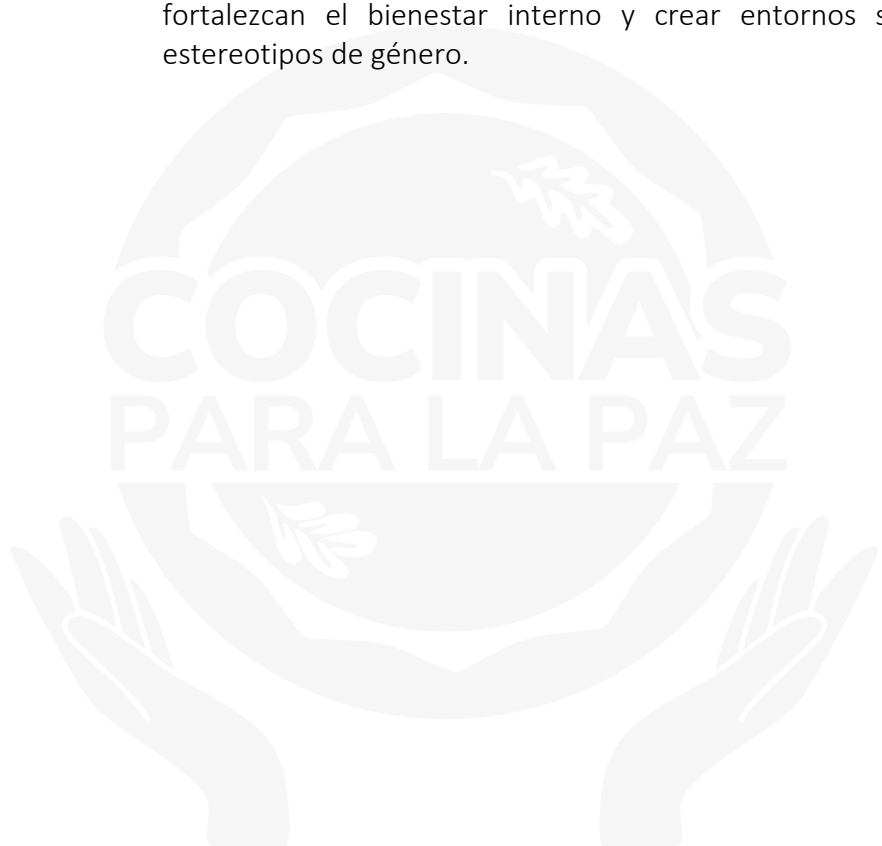 fortalezcan el bienestar interno y crear entornos s
estereotipos de género.
COCINAS
PARA LA PAZ